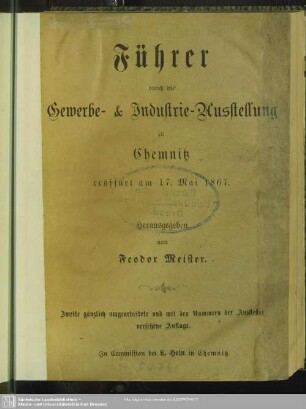 Führer
durch die
Gewerbe- & Industrie-Ausstellung
zu
Chemnitz
eröffnet am 17. Mai 1867.
Herausgegeben
von
Feodor Meister.
Zweite gänzlich umgearbeitete und mit den Nummern der Aussteller
versehene Auflage.
In Commission bei R. Holm in Chemnitz